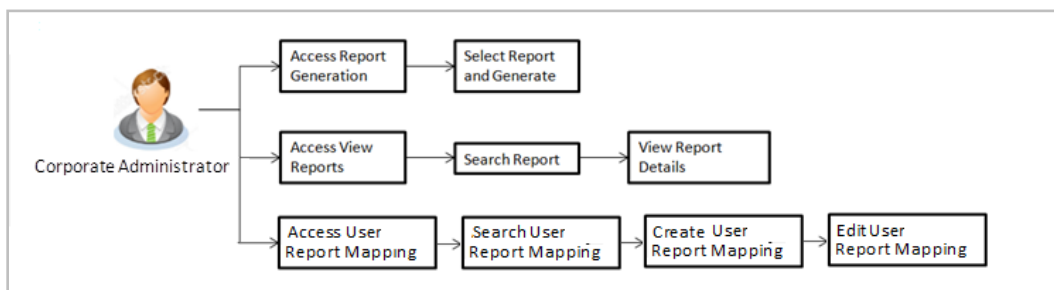 Access Report
Generation
Select Report
and Generate
Corporate Administrator
Access View
Reports
Search Report
View Report
Details
Access User
Report Mapping
Search User
Report Mapping
Create User
Report Mapping
Edit User
Report Mapping